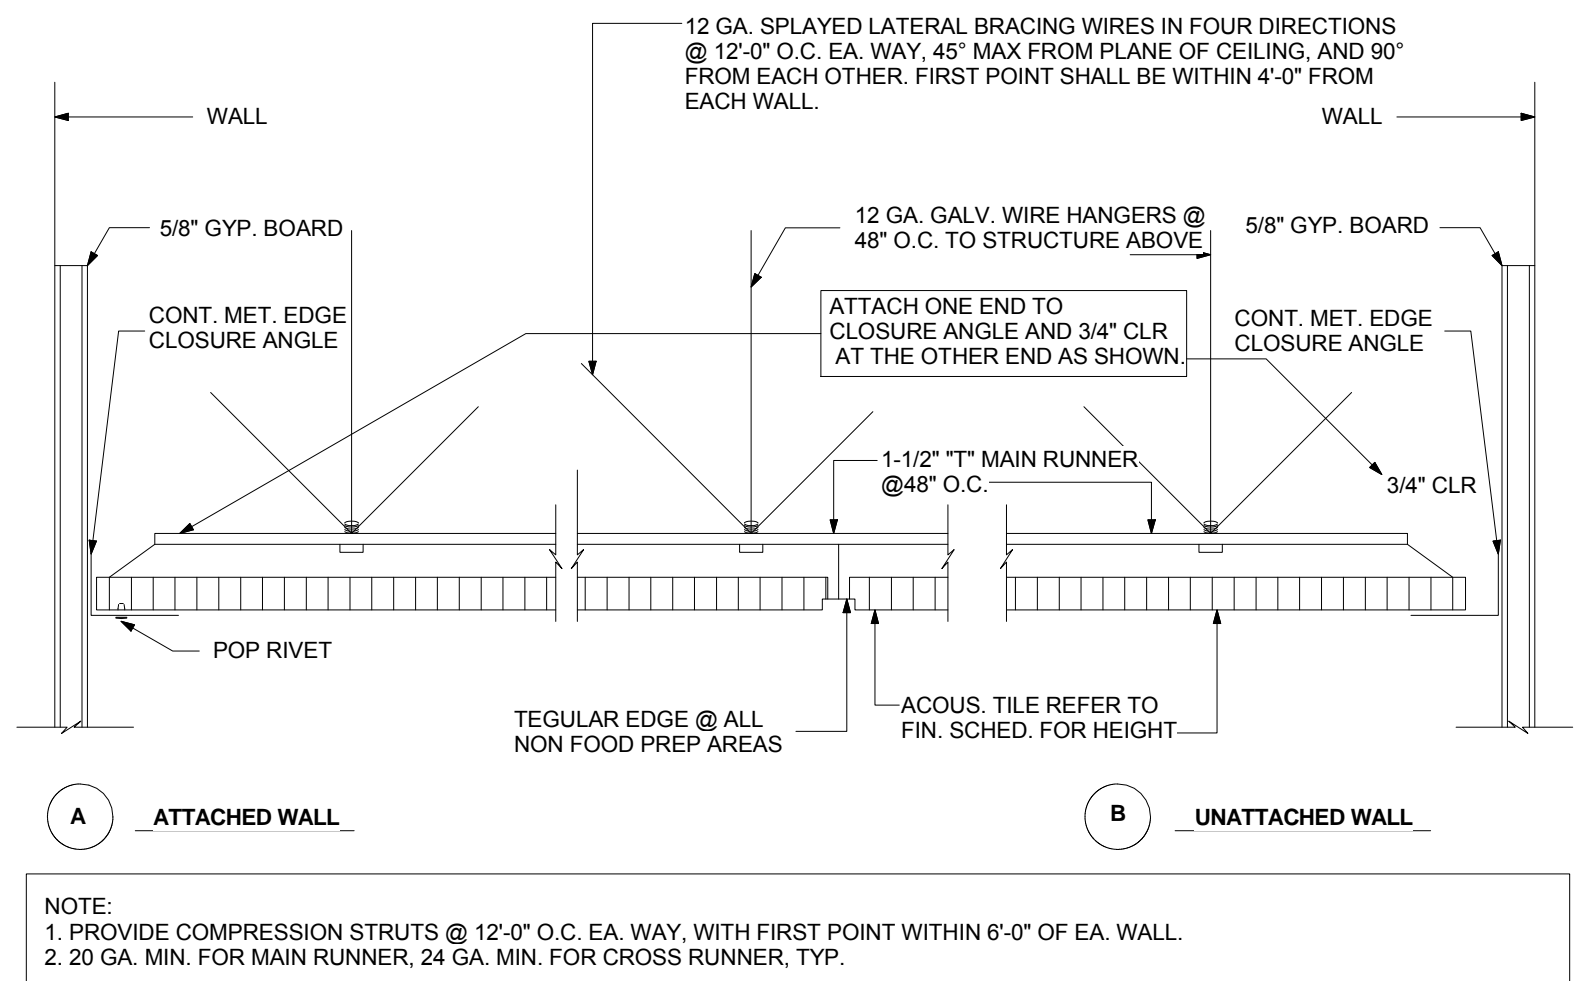 12 GA. SPLAYED LATERAL BRACING WIRES IN FOUR DIRECTIONS
@ 12'-0" O.C. EA. WAY, 45° MAX FROM PLANE OF CEILING, AND 90°
FROM EACH OTHER. FIRST POINT SHALL BE WITHIN 4'-0" FROM
EACH WALL.
WALL
WALL
5/8" GYP. BOARD
12 GA. GALV. WIRE HANGERS @
48" O.C. TO STRUCTURE ABOVE
5/8" GYP. BOARD
CONT. MET. EDGE
CLOSURE ANGLE
ATTACH ONE END TO
CLOSURE ANGLE AND 3/4" CLR
AT THE OTHER END AS SHOWN.
CONT. MET. EDGE
CLOSURE ANGLE
1-1/2" "T" MAIN RUNNER
@48" O.C.
3/4" CLR
POP RIVET
TEGULAR EDGE @ ALL
NON FOOD PREP AREAS
ACOUS. TILE REFER TO
FIN. SCHED. FOR HEIGHT
A ATTACHED WALL
B UNATTACHED WALL
NOTE:
1. PROVIDE COMPRESSION STRUTS @ 12'-0" O.C. EA. WAY, WITH FIRST POINT WITHIN 6'-0" OF EA. WALL.
2. 20 GA. MIN. FOR MAIN RUNNER, 24 GA. MIN. FOR CROSS RUNNER, TYP.